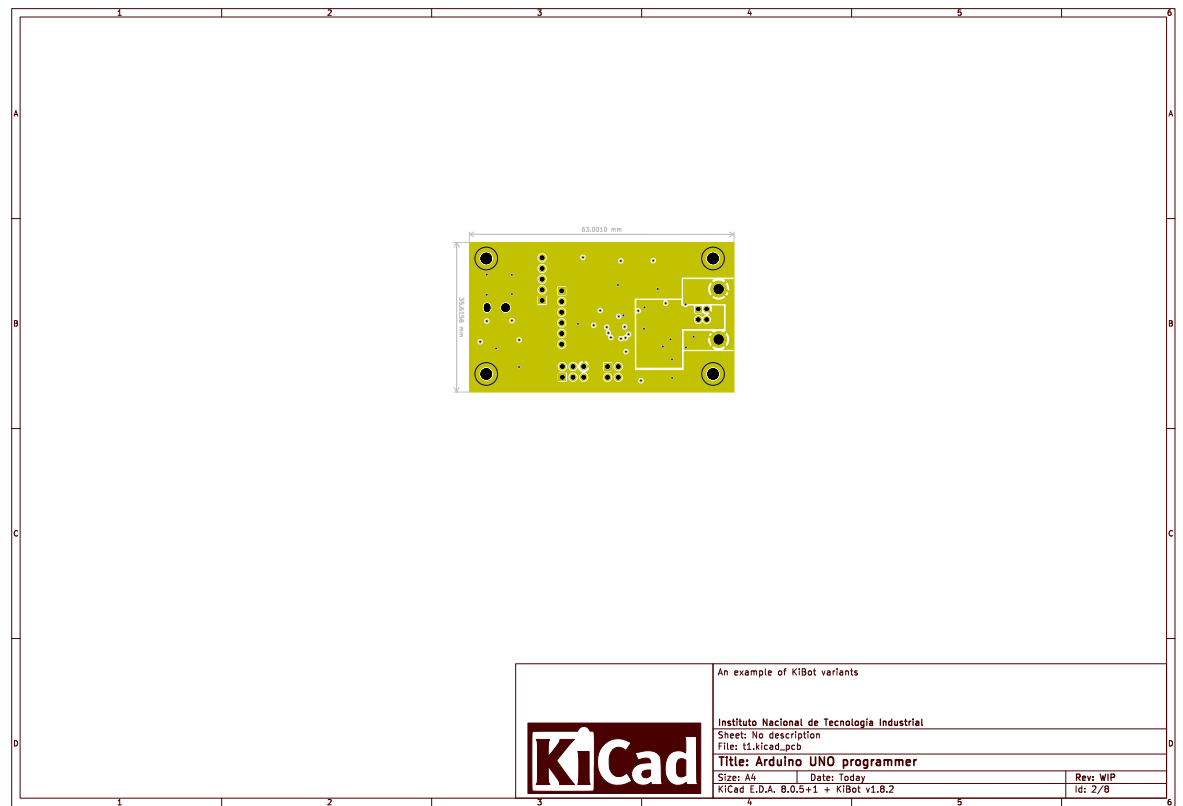 1 2 3 4 5 6
A A
63.0010 mm
35.6156 mm
B B
C C
An example of KiBot variants
Instituto Nacional de Tecnología Industrial
Sheet: No description
File: t1.kicad_pcb
D D
KiCad
Title: Arduino UNO programmer
Size: A4 Date: Today Rev: WIP
KiCad E.D.A. 8.0.5+1 + KiBot v1.8.2 Id: 2/8
1 2 3 4 5 6